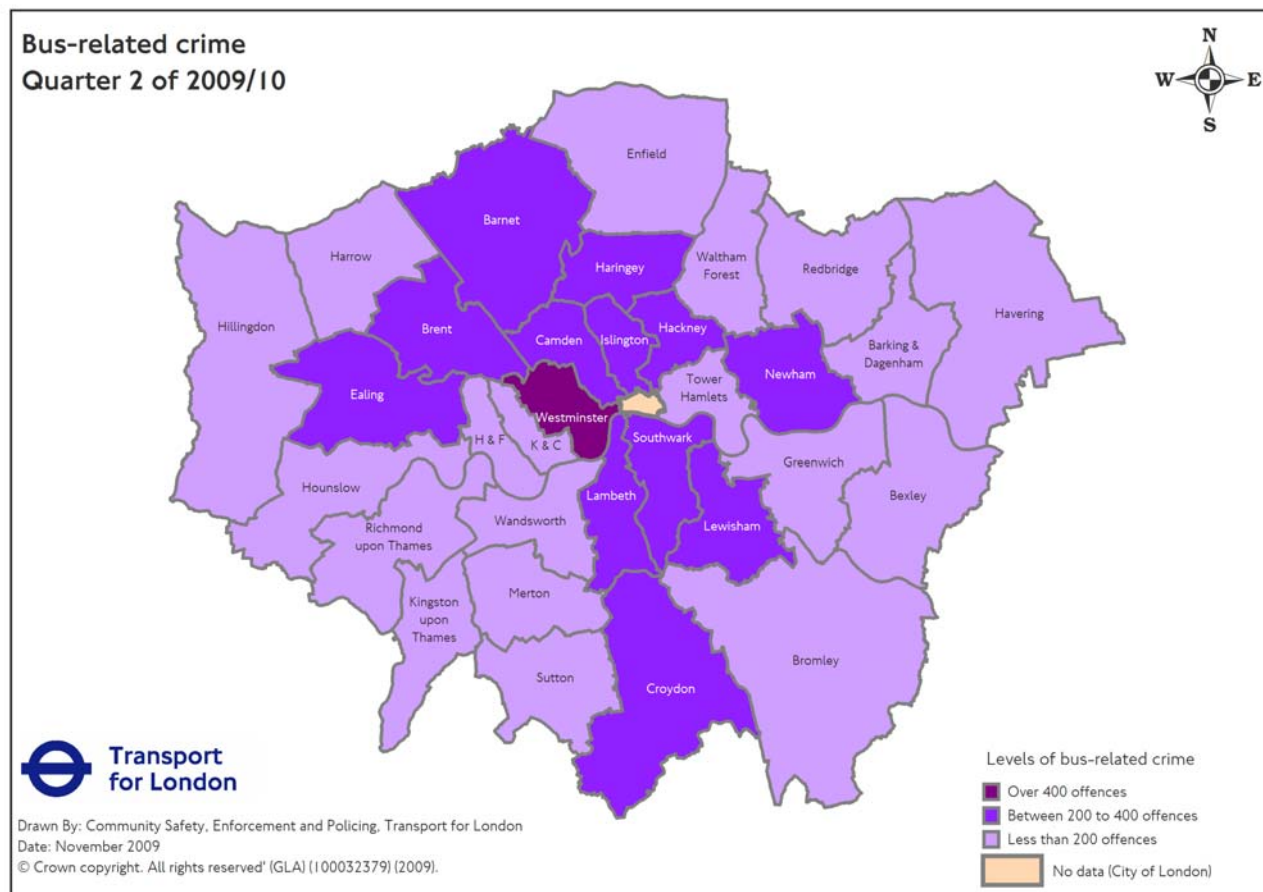 Bus-related crime
Quarter 2 of 2009/10
N
W
E
S
Enfield
Barnet
Harrow
Haringey
Waltham
Forest
Redbridge
Havering
Hillingdon
Brent
Camden
Islington
Hackney
Barking &
Dagenham
Ealing
Newham
Tower
Hamlets
Westminster
H & F
K & C
Southwark
Greenwich
Hounslow
Lambeth
Bexley
Richmond
upon Thames
Wandsworth
Lewisham
Merton
Kingston
upon
Thames
Bromley
Sutton
Croydon
Transport
for London
Levels of bus-related crime
Over 400 offences
Between 200 to 400 offences
Less than 200 offences
No data (City of London)
Drawn By: Community Safety, Enforcement and Policing, Transport for London
Date: November 2009
© Crown copyright. All rights reserved' (GLA) (100032379) (2009).